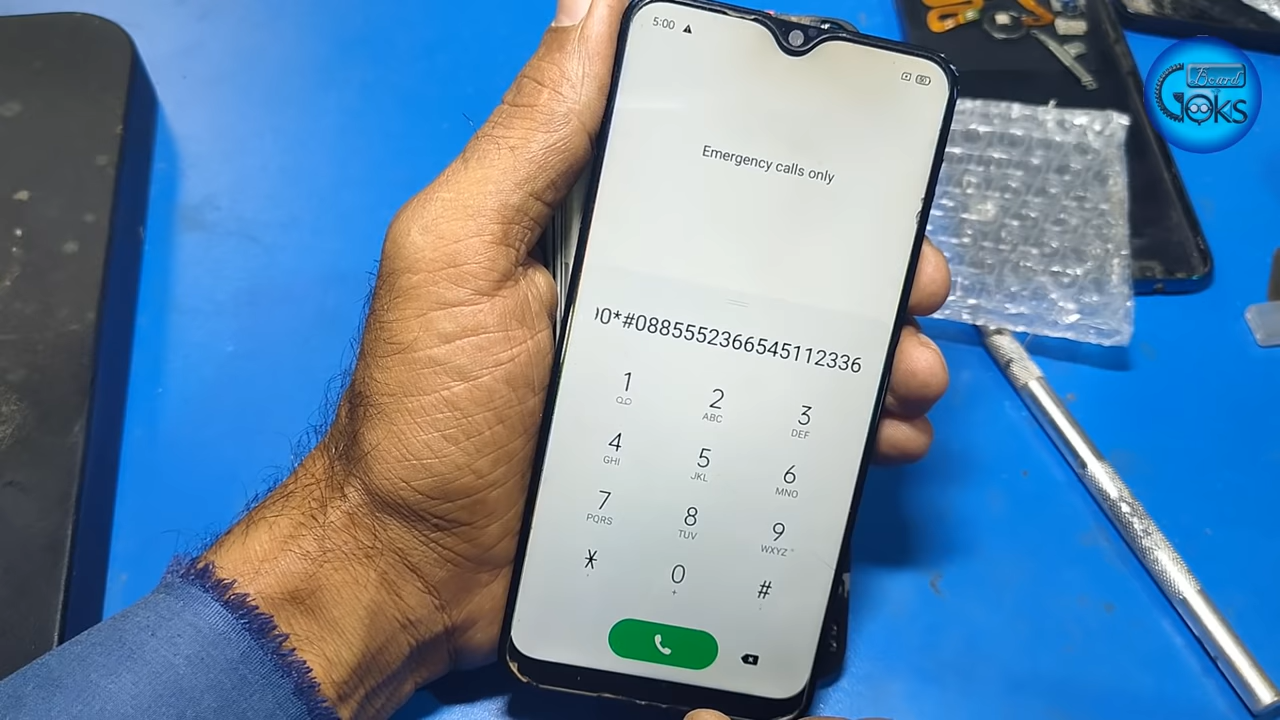 5:00
Board
Geeks
Emergency calls only
0*#0885552366545112336
1
2
ABC
3
DEF
4
GHI
5
JKL
6
MNO
7
PQRS
8
TUV
9
WXYZ
*
0
+
#